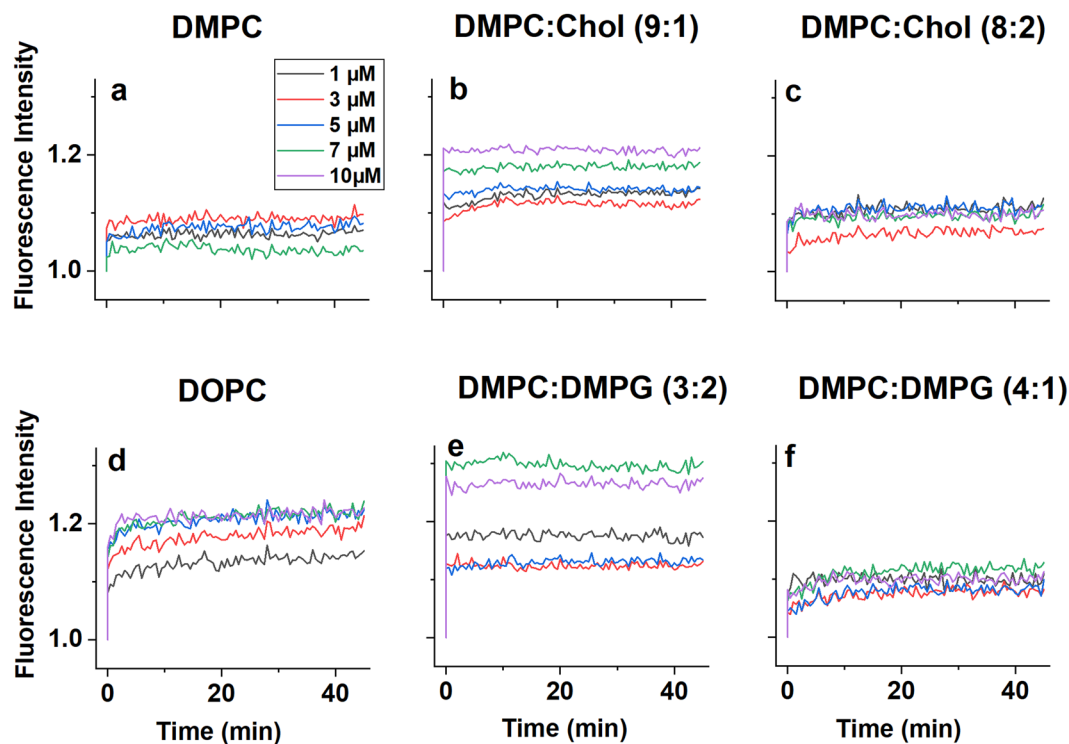 DMPC
DMPC:Chol (9:1)
DMPC:Chol (8:2)
Fluorescence Intensity
1.2
1.0
a
1 µM
3 µM
5 µM
7 µM
10µM
b
c
DOPC
DMPC:DMPG (3:2)
DMPC:DMPG (4:1)
Fluorescence Intensity
1.2
1.0
d
e
f
0
20
40
0
20
40
0
20
40
Time (min)
Time (min)
Time (min)